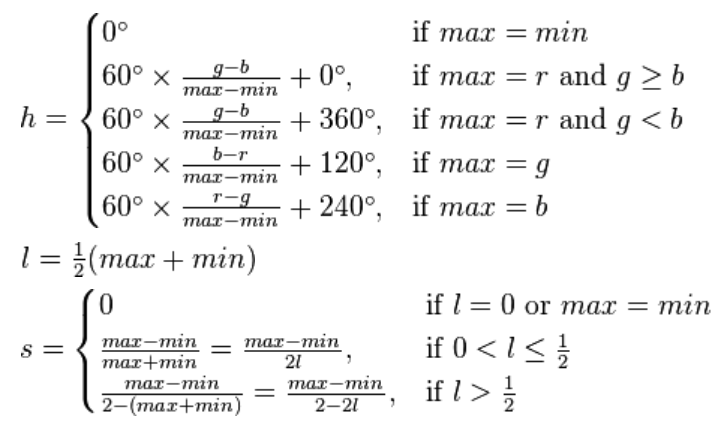 h = { 0° if max = min
60° × (g−b)/(max−min) + 0°, if max = r and g ≥ b
60° × (g−b)/(max−min) + 360°, if max = r and g < b
60° × (b−r)/(max−min) + 120°, if max = g
60° × (r−g)/(max−min) + 240°, if max = b
l = 1/2(max + min)
s = { 0 if l = 0 or max = min
(max−min)/(max+min) = (max−min)/2l, if 0 < l ≤ 1/2
(max−min)/(2−(max+min)) = (max−min)/(2−2l), if l > 1/2